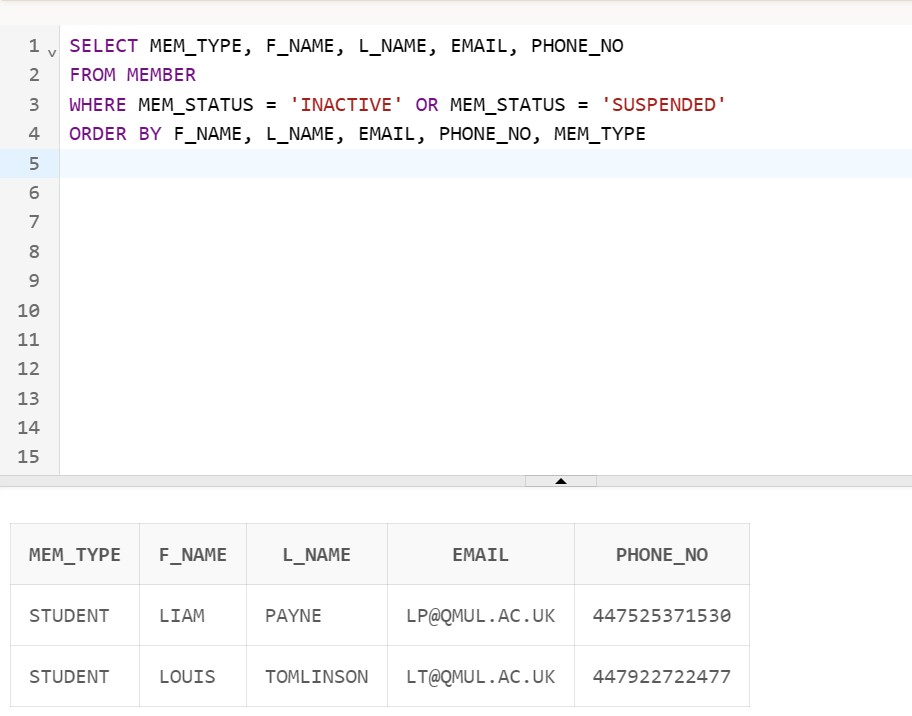 1 SELECT MEM_TYPE, F_NAME, L_NAME, EMAIL, PHONE_NO
2 FROM MEMBER
3 WHERE MEM_STATUS = 'INACTIVE' OR MEM_STATUS = 'SUSPENDED'
4 ORDER BY F_NAME, L_NAME, EMAIL, PHONE_NO, MEM_TYPE
5
6
7
8
9
10
11
12
13
14
15
MEM_TYPE F_NAME L_NAME EMAIL PHONE_NO
STUDENT LIAM PAYNE LP@QMUL.AC.UK 447525371530
STUDENT LOUIS TOMLINSON LT@QMUL.AC.UK 447922722477